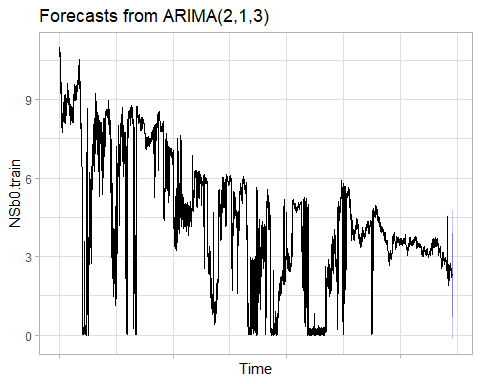 Forecasts from ARIMA(2,1,3)
9
6
3
0
NSb0.train
Time